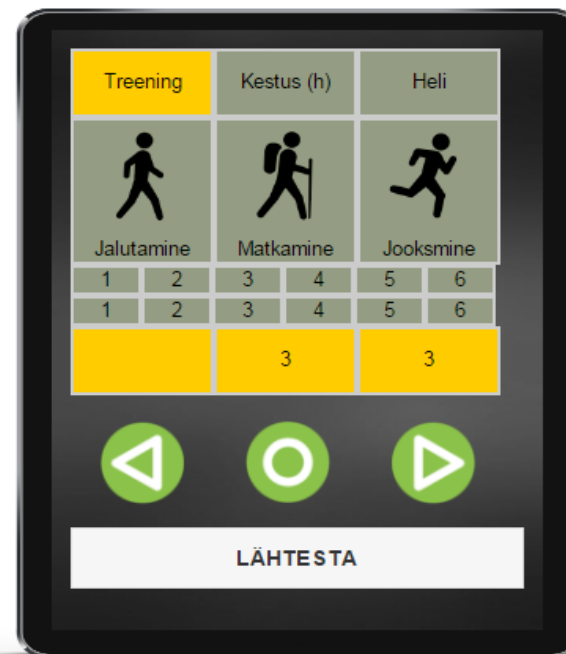 Treening Kestus (h) Heli
Jalutamine Matkamine Jooksmine
1 2 3 4 5 6
1 2 3 4 5 6
3 3
LÄHTESTA